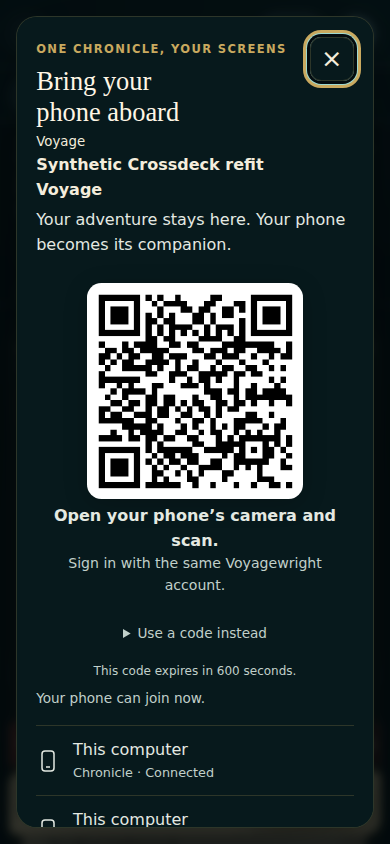 ONE CHRONICLE, YOUR SCREENS
Bring your
phone aboard
Voyage
Synthetic Crossdeck refit
Voyage
Your adventure stays here. Your phone
becomes its companion.
Open your phone’s camera and
scan.
Sign in with the same Voyagewright
account.
Use a code instead
This code expires in 600 seconds.
Your phone can join now.
This computer
Chronicle · Connected
This computer